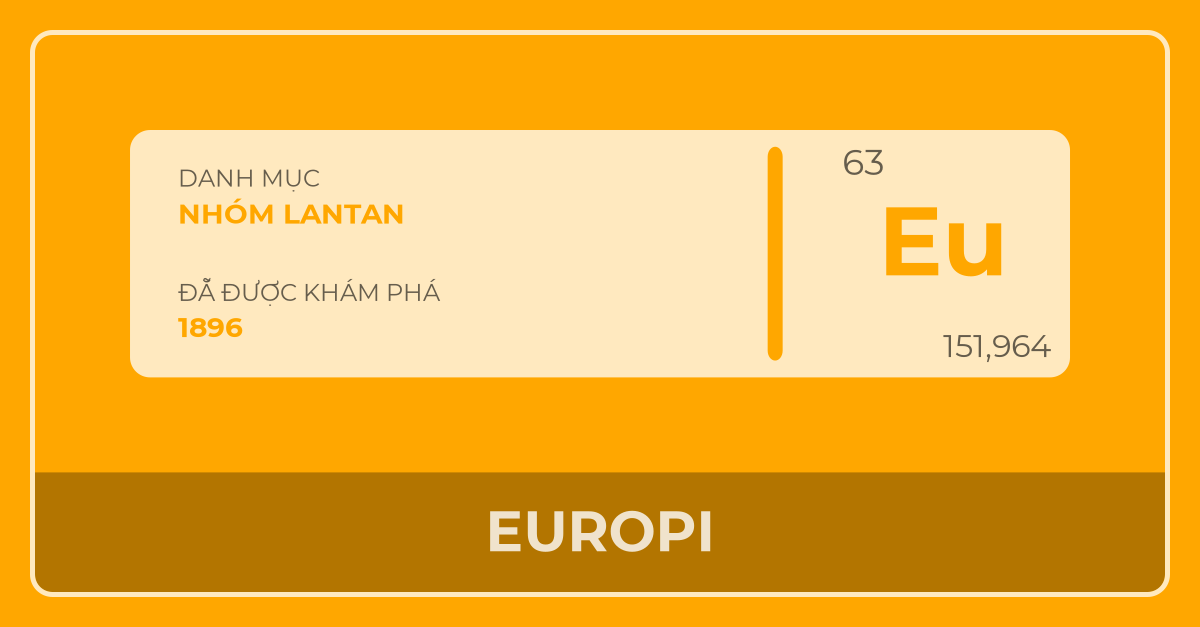 DANH MỤC
NHÓM LANTAN
ĐÃ ĐƯỢC KHÁM PHÁ
1896
63
Eu
151,964
EUROPI